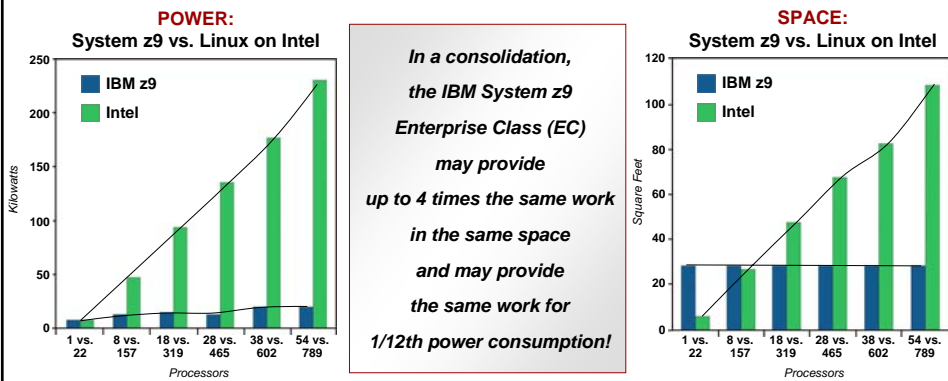 POWER:
System z9 vs. Linux on Intel
250
200
150
100
50
0
Kilowatts
IBM z9
Intel
1 vs.
22
8 vs.
157
18 vs.
319
28 vs.
465
38 vs.
602
54 vs.
789
Processors
In a consolidation,
the IBM System z9
Enterprise Class (EC)
may provide
up to 4 times the same work
in the same space
and may provide
the same work for
1/12th power consumption!
SPACE:
System z9 vs. Linux on Intel
120
100
80
60
40
20
0
Square Feet
IBM z9
Intel
1 vs.
22
8 vs.
157
18 vs.
319
28 vs.
465
38 vs.
602
54 vs.
789
Processors